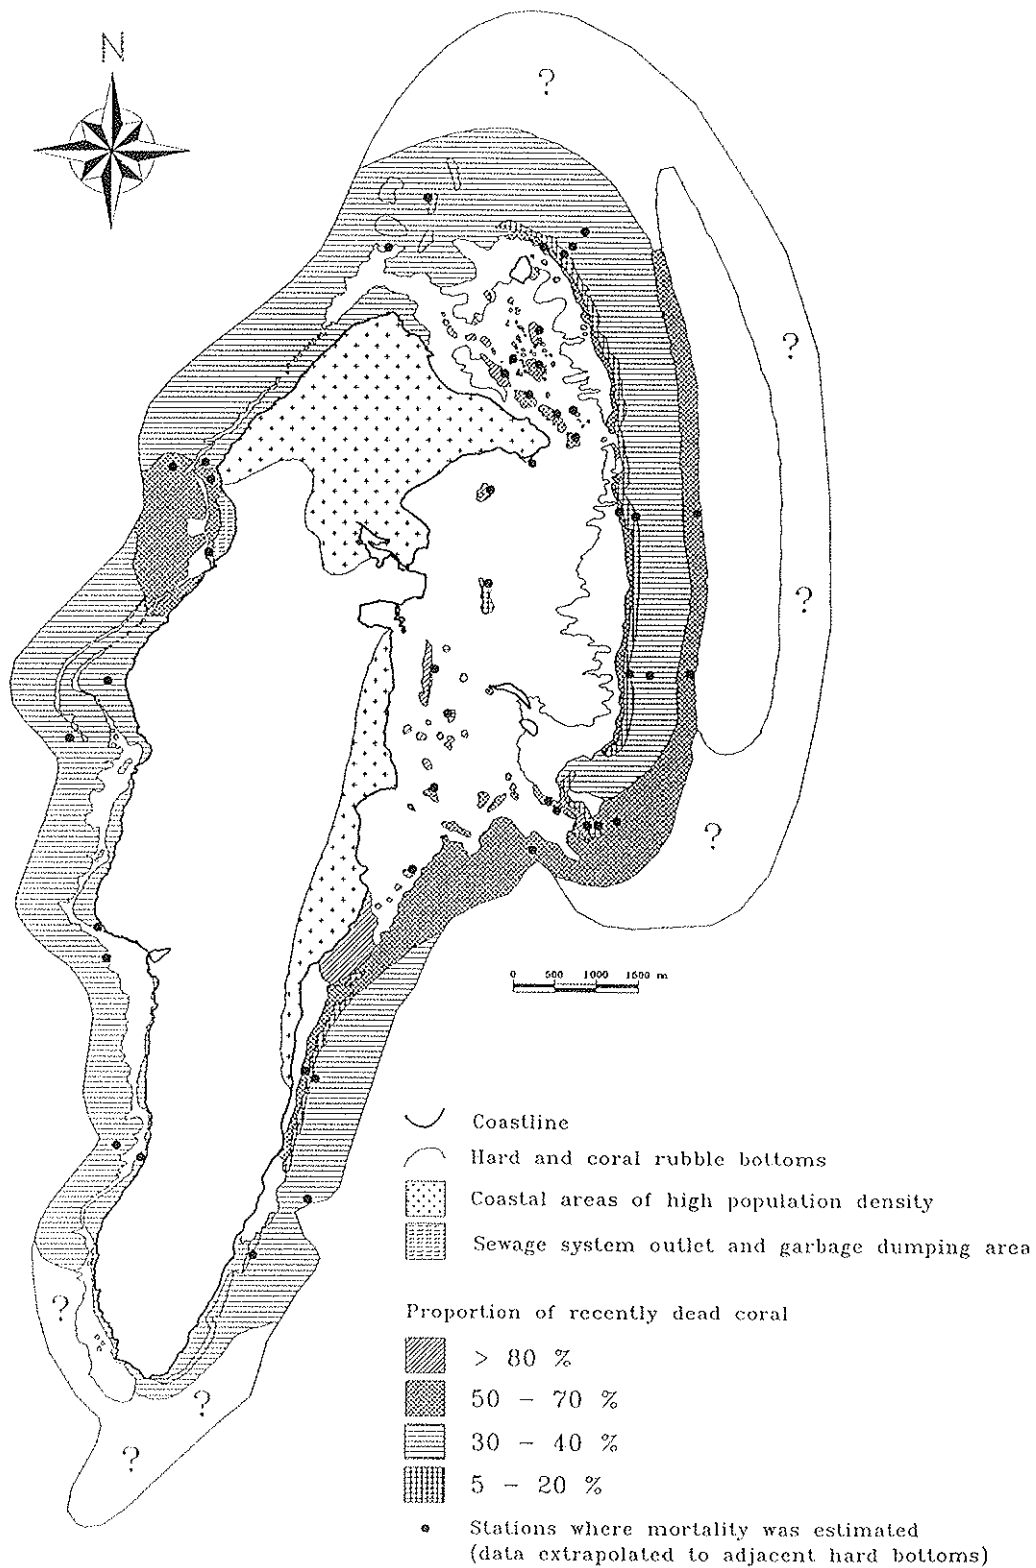 N
?
?
?
?
0 500 1000 1500 m.
Coastline
Hard and coral rubble bottoms
Coastal areas of high population density
Sewage system outlet and garbage dumping area
?
?
?
Proportion of recently dead coral
> 80 %
50 - 70 %
30 - 40 %
5 - 20 %
Stations where mortality was estimated
(data extrapolated to adjacent hard bottoms)